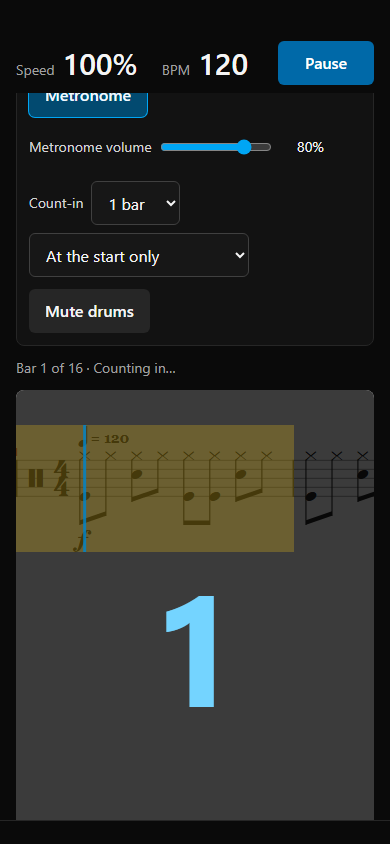 Speed 100% BPM 120 Pause
Metronome
Metronome volume 80%
Count-in 1 bar
At the start only
Mute drums
Bar 1 of 16 · Counting in...
= 120
4
4
f
1